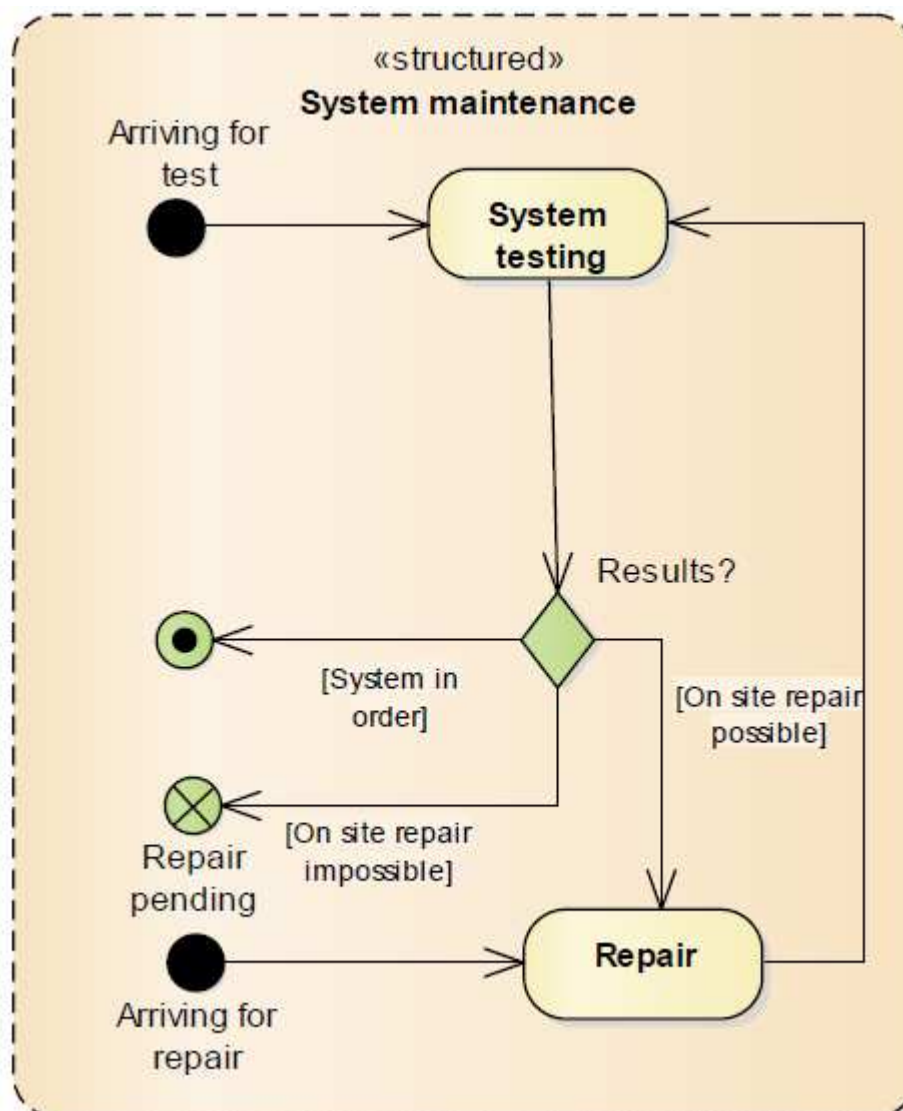 «structured»
System maintenance
Arriving for
test
System
testing
Results?
[System in
order]
[On site repair
possible]
[On site repair
impossible]
Repair
pending
Repair
Arriving for
repair